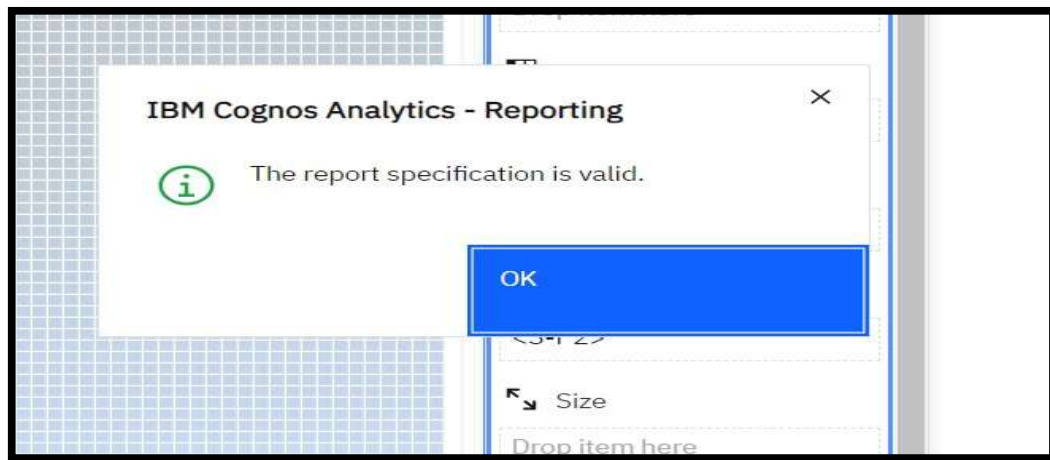 IBM Cognos Analytics - Reporting
The report specification is valid.
OK
Size
Drop item here